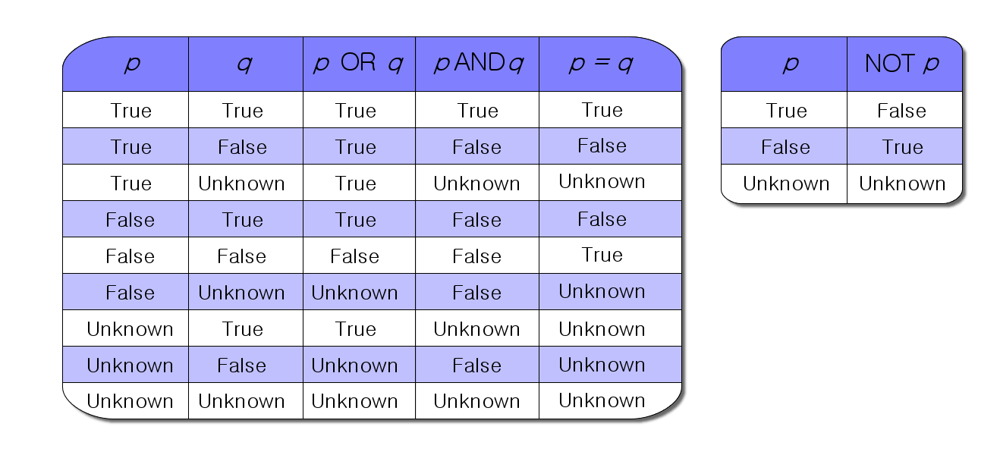 p q p OR q p AND q p = q
True True True True True
True False True False False
True Unknown True Unknown Unknown
False True True False False
False False False False True
False Unknown Unknown False Unknown
Unknown True True Unknown Unknown
Unknown False Unknown False Unknown
Unknown Unknown Unknown Unknown Unknown
p NOT p
True False
False True
Unknown Unknown